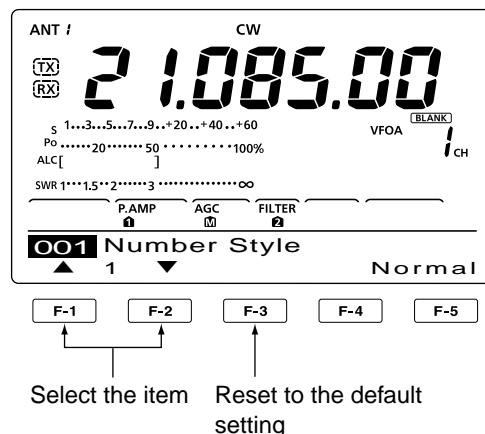 ANT 1 CW
TX
RX
21.085.00
S 1•••3•••5•••7•••9••+20••+40••+60
Po ••••••20••••••50 • • • • • • •100%
ALC[ ]
SWR 1••••1.5••2••••••3 •••••••••••••••∞
VFOA BLANK
1 CH
P.AMP AGC FILTER
1 M 2
001 Number Style
▲ 1 ▼ Normal
F-1 F-2 F-3 F-4 F-5
Select the item Reset to the default
setting